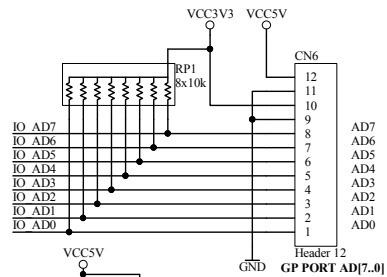 VCC3V3 VCC5V
CN6
RP1
8x10k
12
11
10
9
IO_AD7 8 AD7
IO_AD6 7 AD6
IO_AD5 6 AD5
IO_AD4 5 AD4
IO_AD3 4 AD3
IO_AD2 3 AD2
IO_AD1 2 AD1
IO_AD0 1 AD0
Header 12
VCC5V
GND GP PORT AD[7..0]